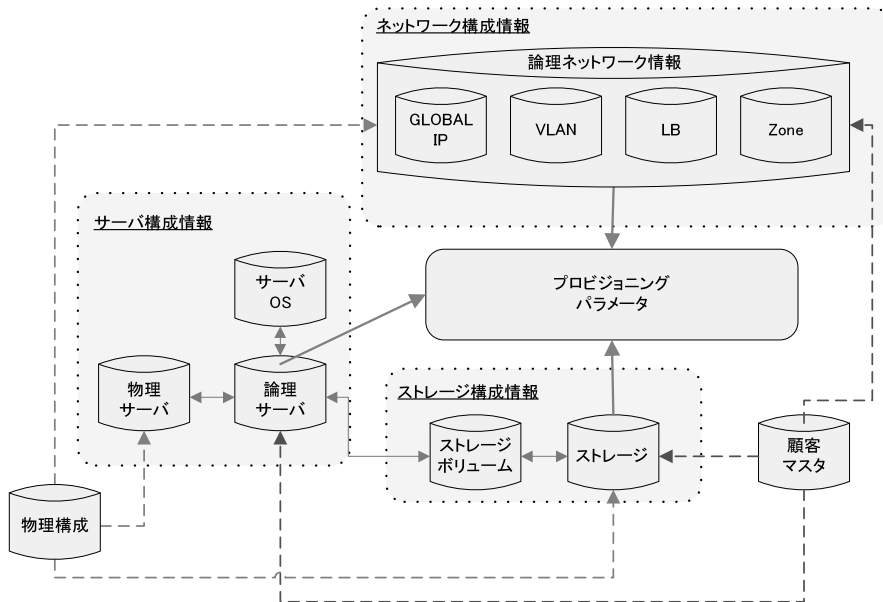 ネットワーク構成情報
論理ネットワーク情報
GLOBAL
IP
VLAN
LB
Zone
サーバ構成情報
サーバ
OS
プロビジョニング
パラメータ
物理
サーバ
論理
サーバ
ストレージ構成情報
ストレージ
ボリューム
ストレージ
顧客
マスタ
物理構成